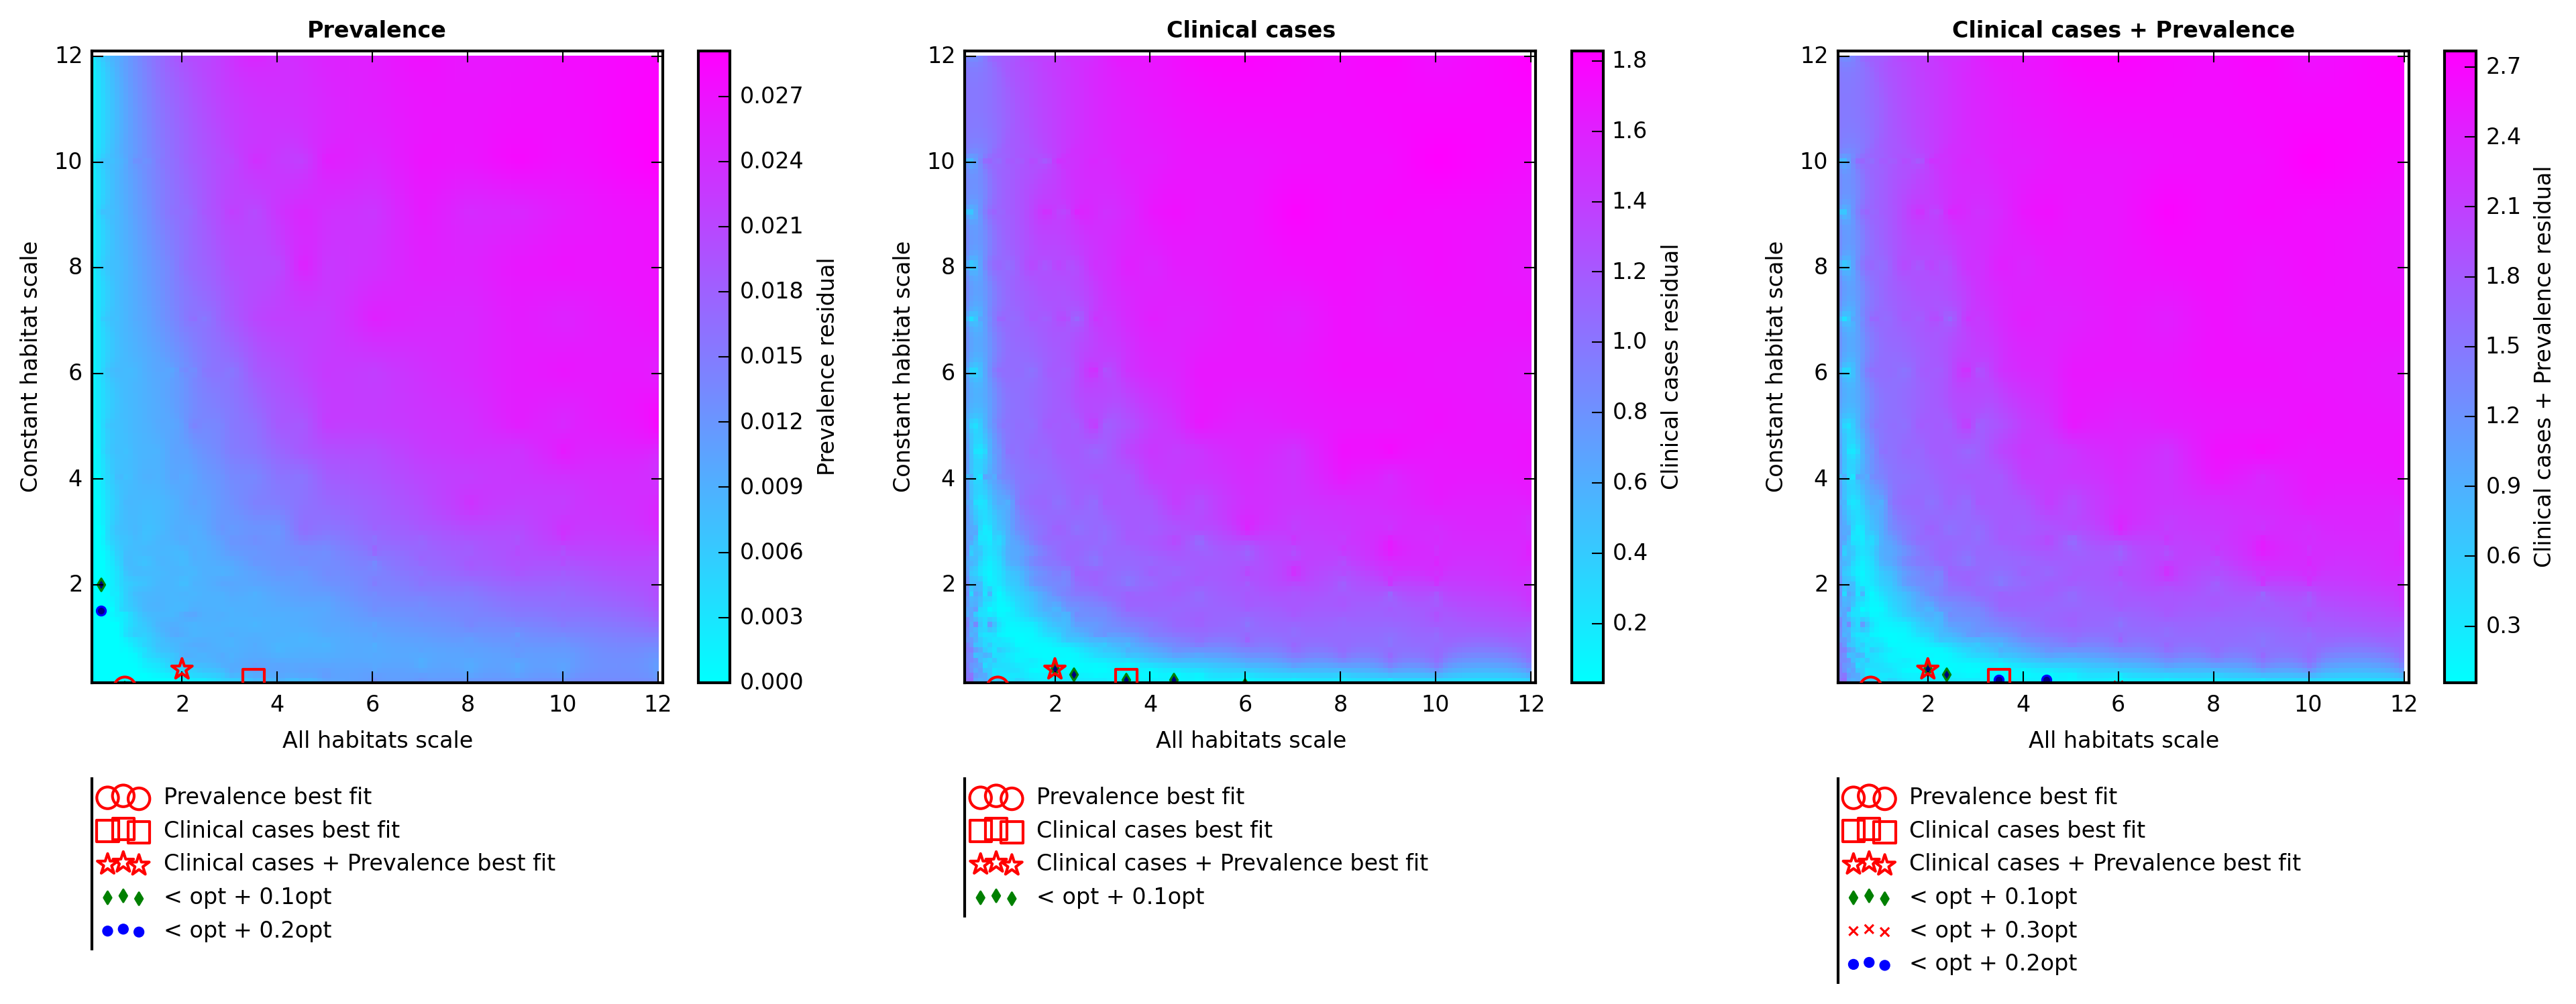 Prevalence
12
10
8
6
4
2
Constant habitat scale
2 4 6 8 10 12
All habitats scale
0.027
0.024
0.021
0.018
0.015
0.012
0.009
0.006
0.003
0.000
Prevalence residual
Prevalence best fit
Clinical cases best fit
Clinical cases + Prevalence best fit
< opt + 0.1opt
< opt + 0.2opt
Clinical cases
12
10
8
6
4
2
Constant habitat scale
2 4 6 8 10 12
All habitats scale
1.8
1.6
1.4
1.2
1.0
0.8
0.6
0.4
0.2
Clinical cases residual
Prevalence best fit
Clinical cases best fit
Clinical cases + Prevalence best fit
< opt + 0.1opt
Clinical cases + Prevalence
12
10
8
6
4
2
Constant habitat scale
2 4 6 8 10 12
All habitats scale
2.7
2.4
2.1
1.8
1.5
1.2
0.9
0.6
0.3
Clinical cases + Prevalence residual
Prevalence best fit
Clinical cases best fit
Clinical cases + Prevalence best fit
< opt + 0.1opt
< opt + 0.3opt
< opt + 0.2opt